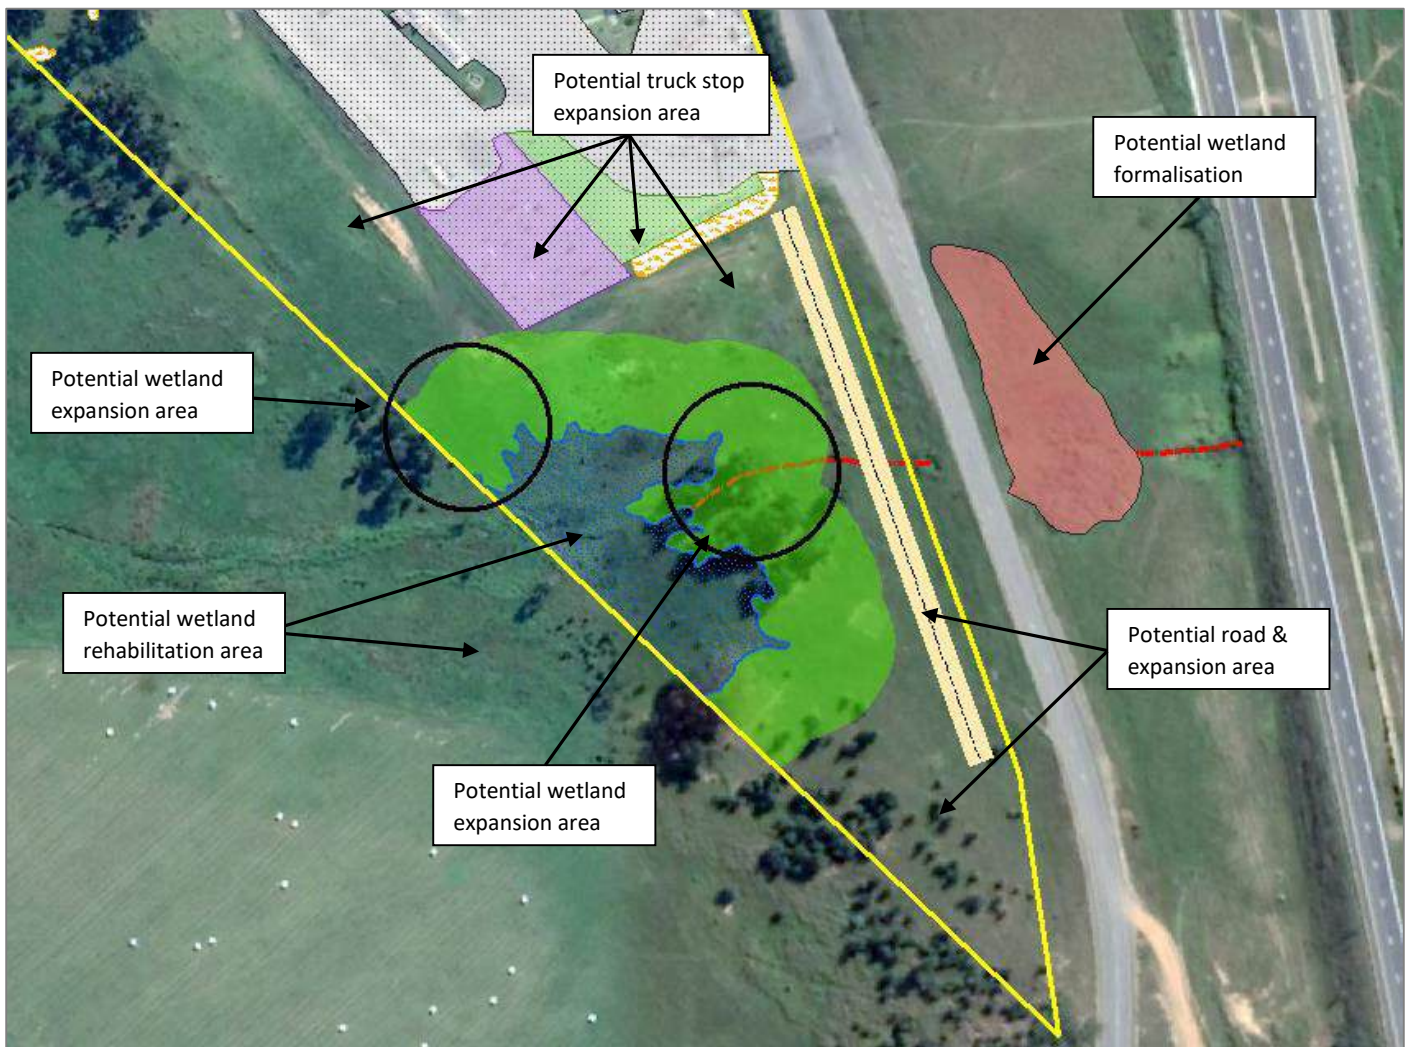 Potential truck stop
expansion area
Potential wetland
formalisation
Potential wetland
expansion area
Potential wetland
rehabilitation area
Potential road &
expansion area
Potential wetland
expansion area